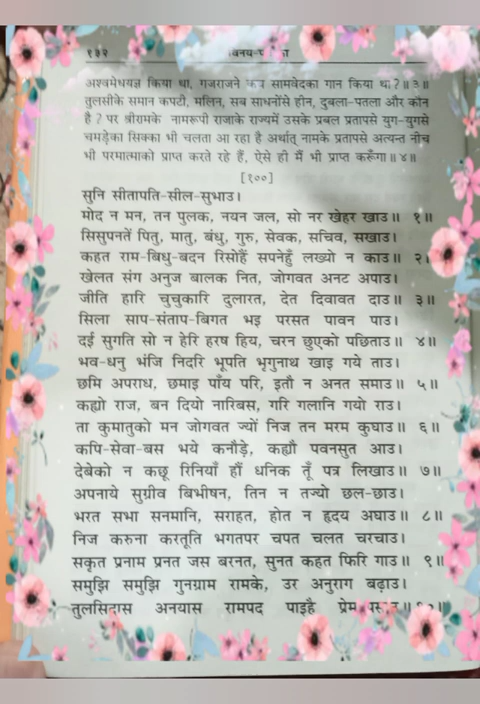 १७२
अश्वमेधयज्ञ किया था, गजराजने कब सामवेदका गान किया था?॥३॥
तुलसीके समान कपटी, मलिन, सब साधनोंसे हीन, दुबला-पतला और कौन
है? पर श्रीरामके नामरूपी राजाके राज्यमें उसके प्रबल प्रतापसे युग-युगसे
चमड़ेका सिक्का भी चलता आ रहा है अर्थात् नामके प्रतापसे अत्यन्त नीच
भी परमात्माको प्राप्त करते रहे हैं, ऐसे ही मैं भी प्राप्त करूँगा॥४॥
[१००]
सुनि सीतापति-सील-सुभाउ।
मोद न मन, तन पुलक, नयन जल, सो नर खेहर खाउ॥ १॥
सिसुपनतें पितु, मातु, बंधु, गुरु, सेवक, सचिव, सखाउ।
कहत राम-बिधु-बदन रिसोहैं सपनेहुँ लख्यो न काउ॥ २।
खेलत संग अनुज बालक नित, जोगवत अनट अपाउ।
जीति हारि चुचुकारि दुलारत, देत दिवावत दाउ॥ ३॥
सिला साप-संताप-बिगत भइ परसत पावन पाउ।
दई सुगति सो न हेरि हरष हिय, चरन छुएको पछिताउ॥ ४॥
भव-धनु भंजि निदरि भूपति भृगुनाथ खाइ गये ताउ।
छमि अपराध, छमाइ पाँय परि, इतौ न अनत समाउ॥ ५॥
कह्यो राज, बन दियो नारिबस, गरि गलानि गयो राउ।
ता कुमातुको मन जोगवत ज्यों निज तन मरम कुघाउ॥ ६॥
कपि-सेवा-बस भये कनौड़े, कह्यौ पवनसुत आउ।
देबेको न कछू रिनियाँ हौं धनिक तूँ पत्र लिखाउ॥ ७॥
अपनाये सुग्रीव बिभीषन, तिन न तज्यो छल-छाउ।
भरत सभा सनमानि, सराहत, होत न हृदय अघाउ॥ ८॥
निज करुना करतूति भगतपर चपत चलत चरचाउ।
सकृत प्रनाम प्रनत जस बरनत, सुनत कहत फिरि गाउ॥ ९॥
समुझि समुझि गुनग्राम रामके, उर अनुराग बढ़ाउ।
तुलसिदास अनयास रामपद पाइहै प्रेम